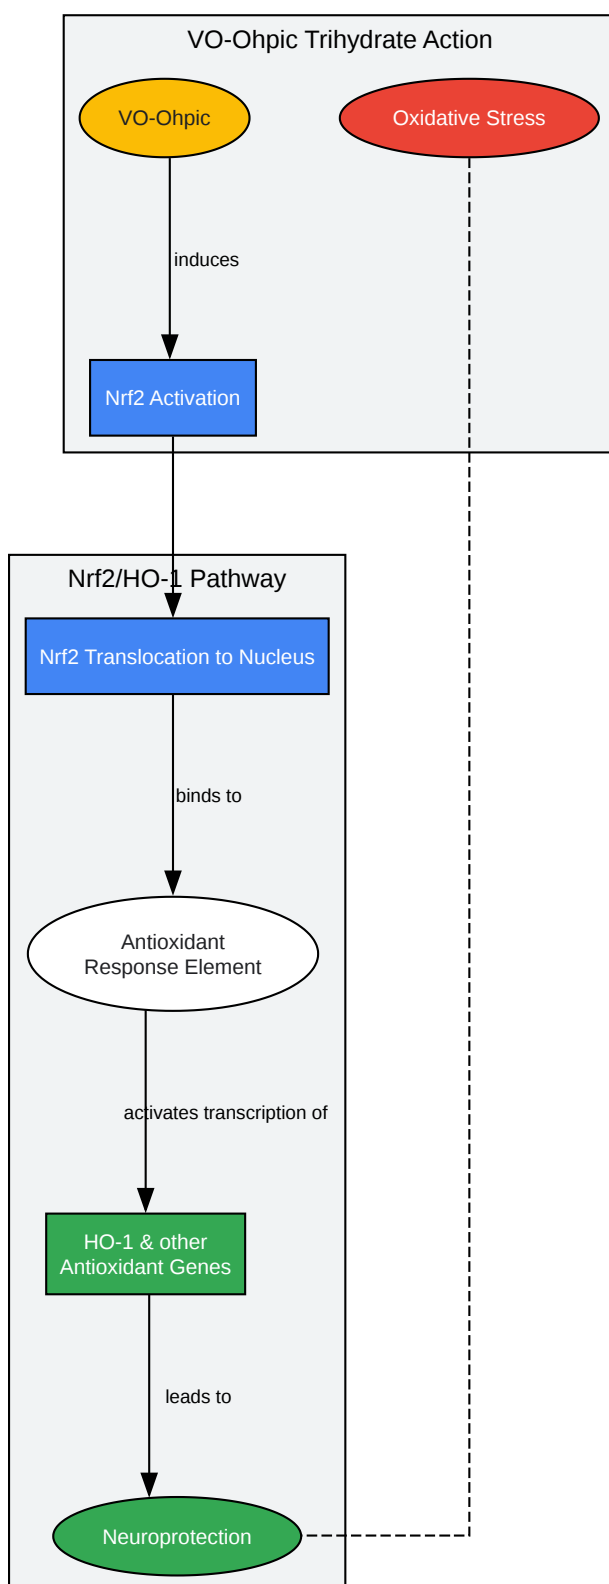 VO-Ohpic Trihydrate Action
VO-Ohpic
Oxidative Stress
induces
Nrf2 Activation
Nrf2/HO-1 Pathway
Nrf2 Translocation to Nucleus
binds to
Antioxidant
Response Element
activates transcription of
HO-1 & other
Antioxidant Genes
leads to
Neuroprotection